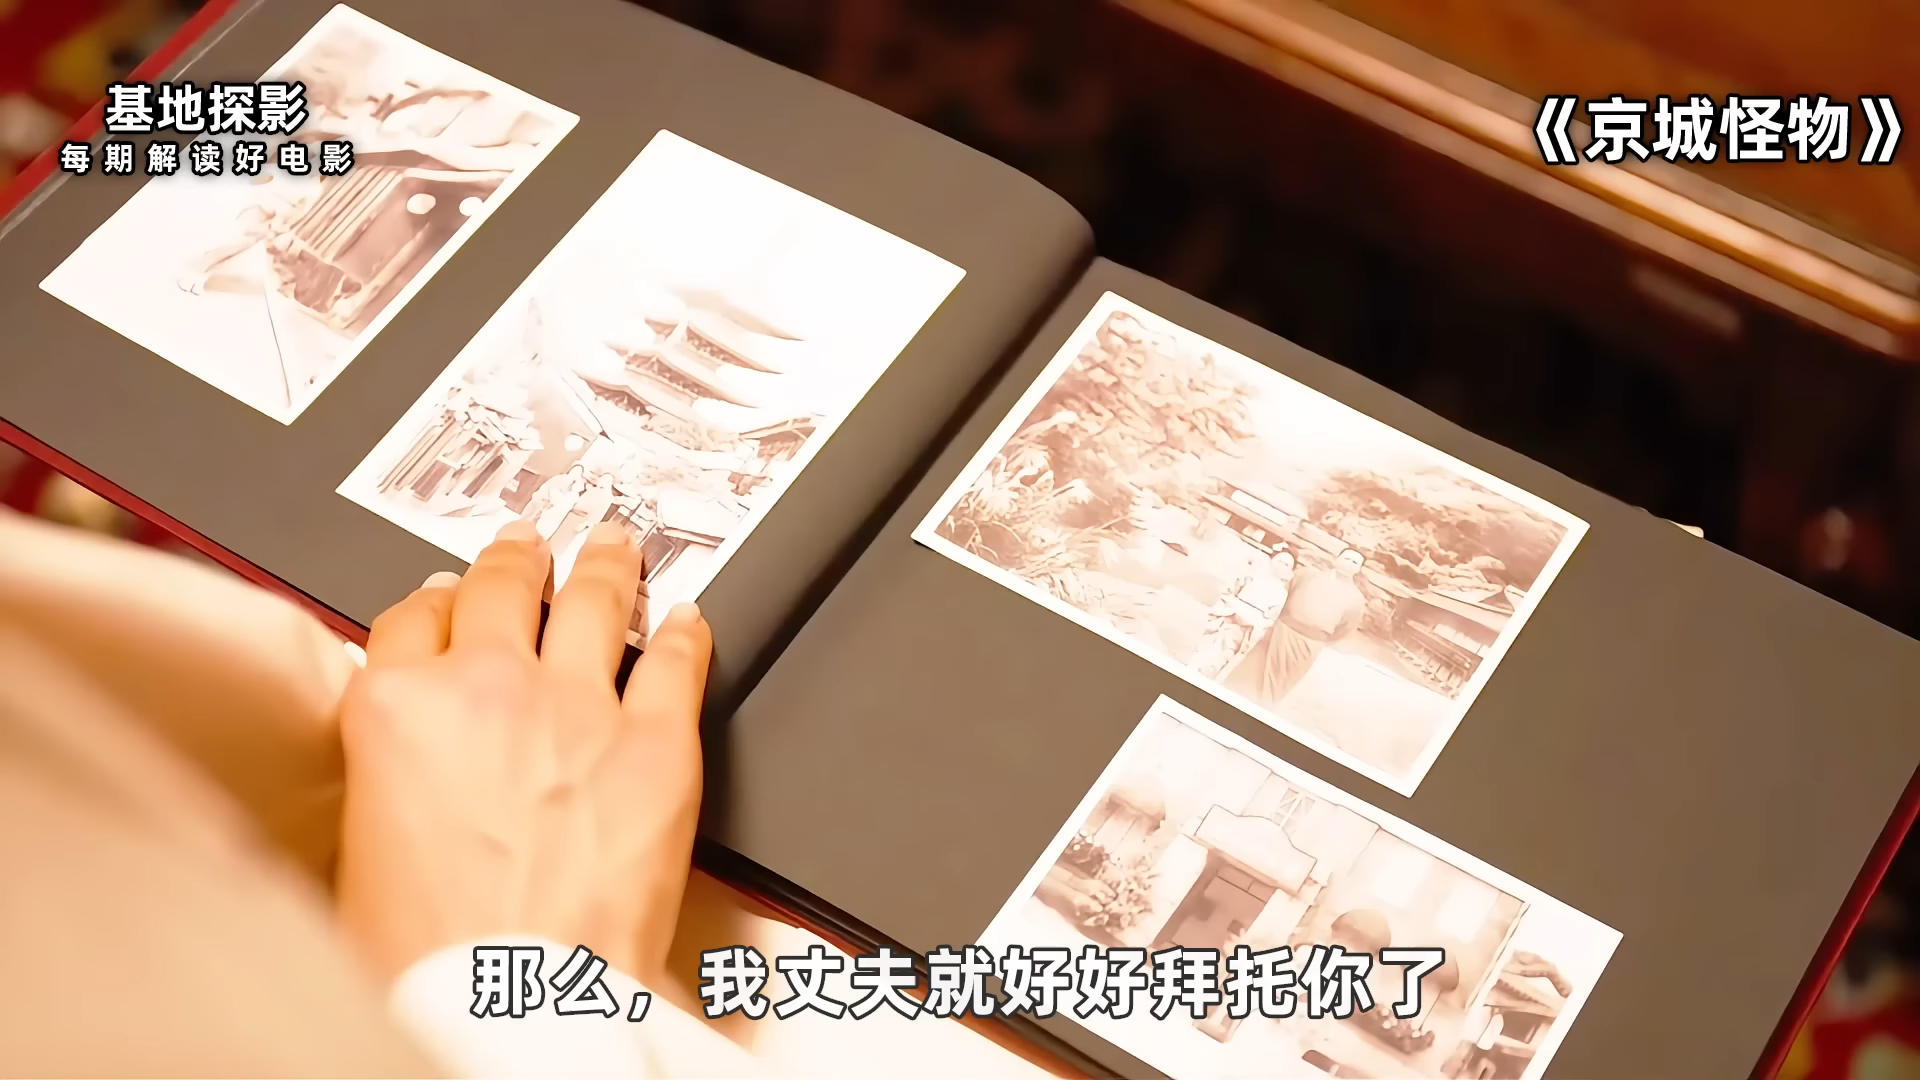 基地探影
每期解读好电影
《京城怪物》
那么，我丈夫就好好拜托你了